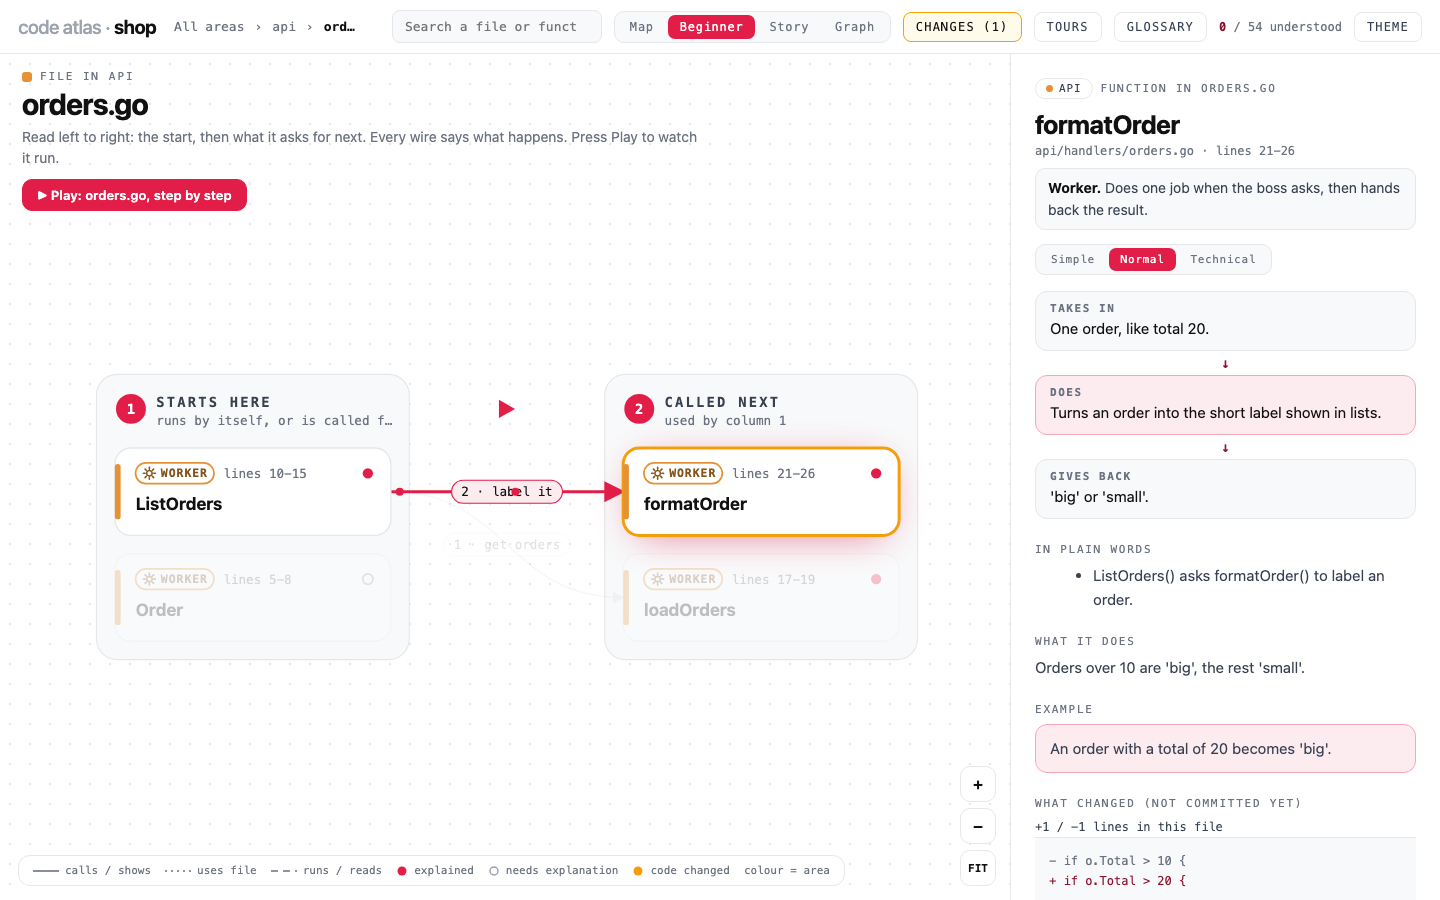 code atlas · shop
All areas › api › ord…
Search a file or funct
Map Beginner Story Graph
CHANGES (1)
TOURS
GLOSSARY
0 / 54 understood
THEME
FILE IN API
orders.go
Read left to right: the start, then what it asks for next. Every wire says what happens. Press Play to watch
it run.
▶ Play: orders.go, step by step
1 STARTS HERE
runs by itself, or is called f…
WORKER lines 10–15
ListOrders
WORKER lines 5–8
Order
2 · label it
1 · get orders
2 CALLED NEXT
used by column 1
WORKER lines 21–26
formatOrder
WORKER lines 17–19
loadOrders
+
−
FIT
calls / shows uses file runs / reads explained needs explanation code changed colour = area
API FUNCTION IN ORDERS.GO
formatOrder
api/handlers/orders.go · lines 21–26
Worker. Does one job when the boss asks, then hands
back the result.
Simple Normal Technical
TAKES IN
One order, like total 20.
↓
DOES
Turns an order into the short label shown in lists.
↓
GIVES BACK
'big' or 'small'.
IN PLAIN WORDS
• ListOrders() asks formatOrder() to label an
order.
WHAT IT DOES
Orders over 10 are 'big', the rest 'small'.
EXAMPLE
An order with a total of 20 becomes 'big'.
WHAT CHANGED (NOT COMMITTED YET)
+1 / −1 lines in this file
− if o.Total > 10 {
+ if o.Total > 20 {